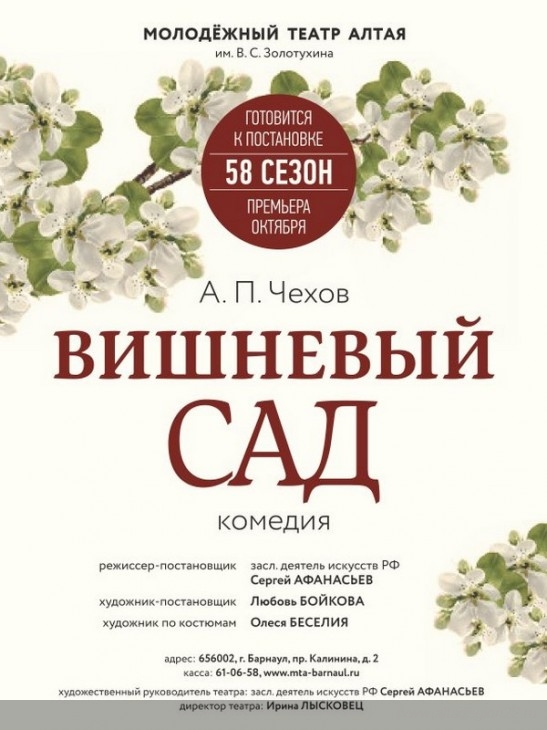 МОЛОДЁЖНЫЙ ТЕАТР АЛТАЯ
им. В. С. Золотухина
ГОТОВИТСЯ
К ПОСТАНОВКЕ
58 СЕЗОН
ПРЕМЬЕРА
ОКТЯБРЯ
А. П. Чехов
ВИШНЕВЫЙ
САД
комедия
режиссер-постановщик засл. деятель искусств РФ
Сергей АФАНАСЬЕВ
художник-постановщик Любовь БОЙКОВА
художник по костюмам Олеся БЕСЕЛИЯ
адрес: 656002, г. Барнаул, пр. Калинина, д. 2
касса: 61-06-58, www.mta-barnaul.ru
художественный руководитель театра: засл. деятель искусств РФ Сергей АФАНАСЬЕВ
директор театра: Ирина ЛЫСКОВЕЦ